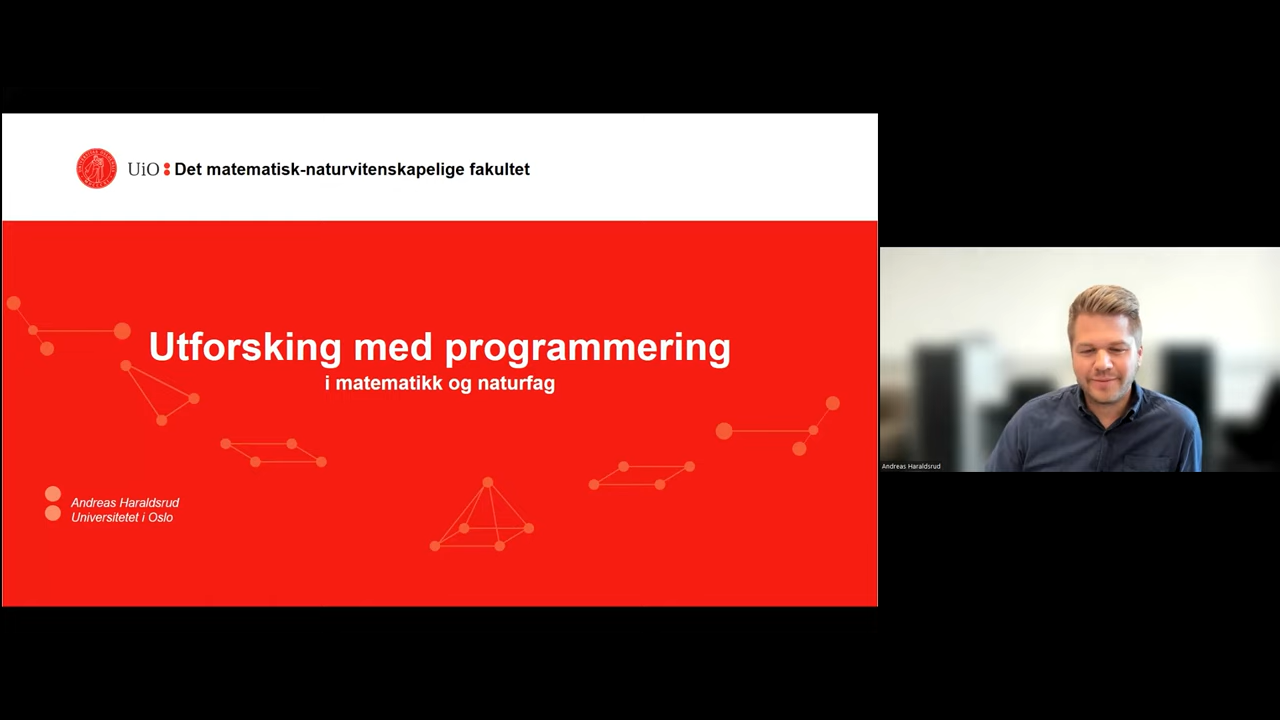 UiO : Det matematisk-naturvitenskapelige fakultet
Utforsking med programmering
i matematikk og naturfag
Andreas Haraldsrud
Universitetet i Oslo
Andreas Haraldsrud